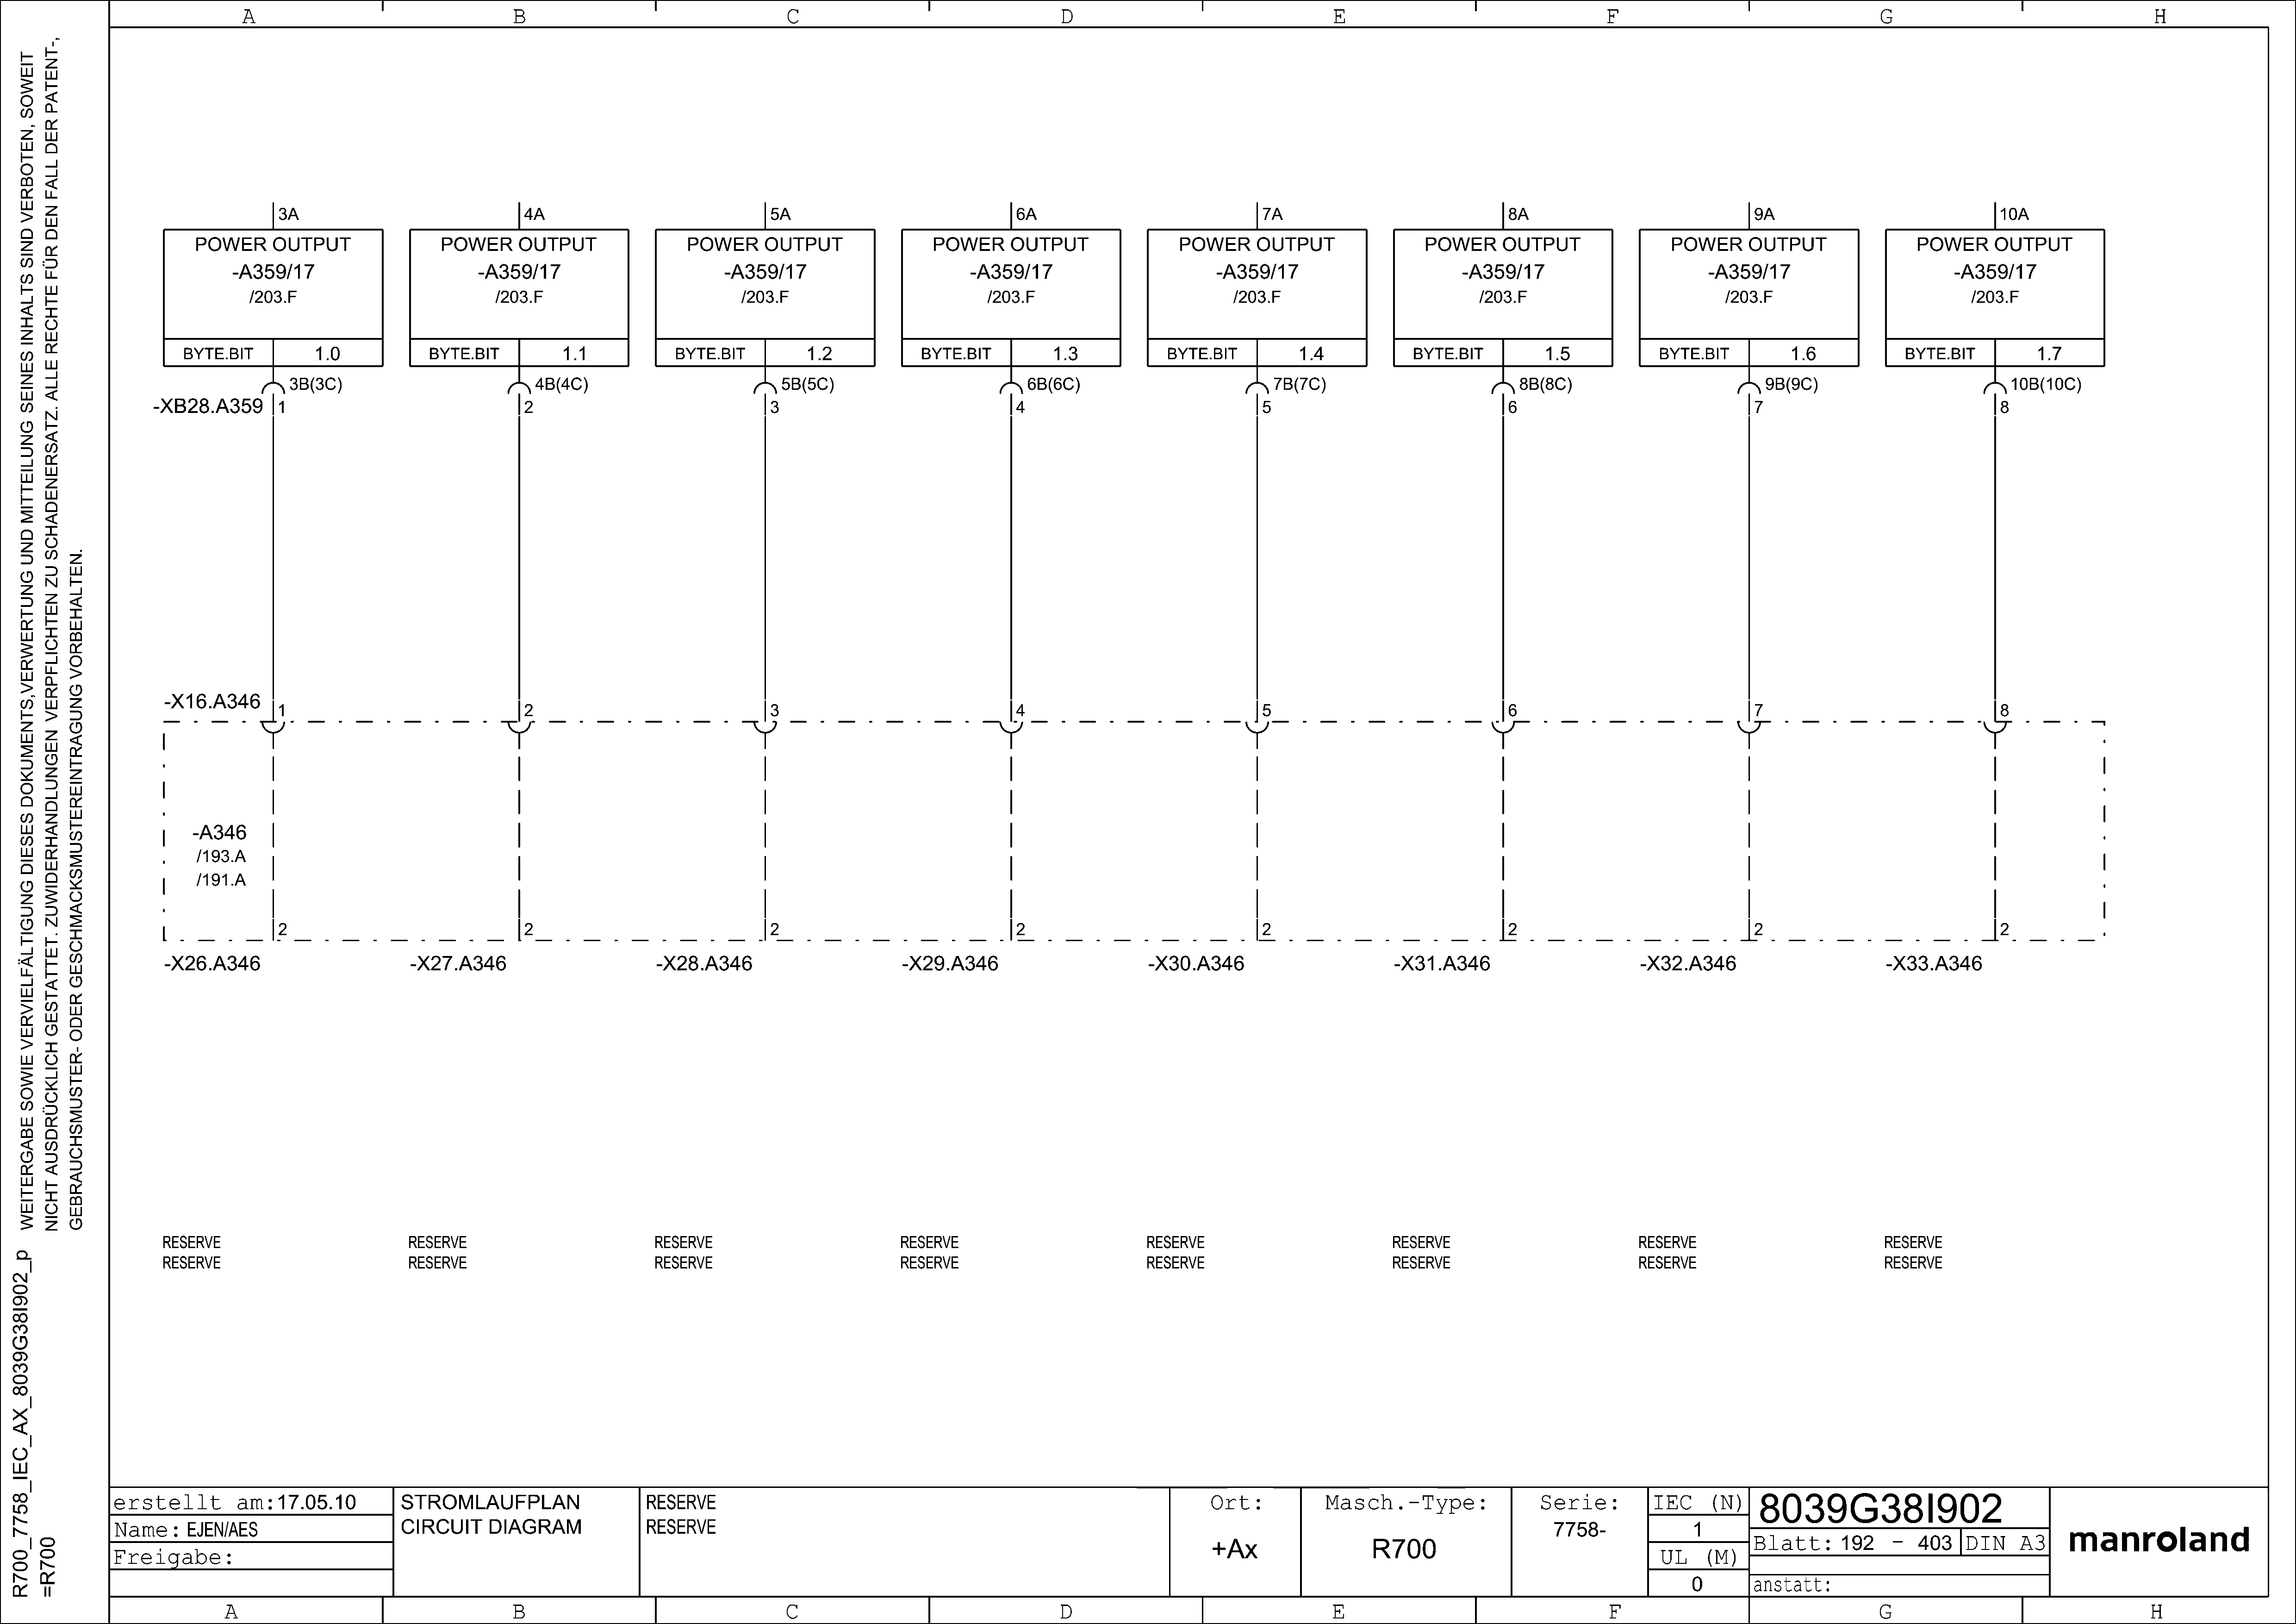 A B C D E F G H
WEITERGABE SOWIE VERVIELFÄLTIGUNG DIESES DOKUMENTS,VERWERTUNG UND MITTEILUNG SEINES INHALTS SIND VERBOTEN, SOWEIT
NICHT AUSDRÜCKLICH GESTATTET. ZUWIDERHANDLUNGEN VERPFLICHTEN ZU SCHADENERSATZ. ALLE RECHTE FÜR DEN FALL DER PATENT-,
GEBRAUCHSMUSTER- ODER GESCHMACKSMUSTEREINTRAGUNG VORBEHALTEN.
R700_7758_IEC_AX_8039G38I902_p
=R700
3A 4A 5A 6A 7A 8A 9A 10A
POWER OUTPUT POWER OUTPUT POWER OUTPUT POWER OUTPUT POWER OUTPUT POWER OUTPUT POWER OUTPUT POWER OUTPUT
-A359/17 -A359/17 -A359/17 -A359/17 -A359/17 -A359/17 -A359/17 -A359/17
/203.F /203.F /203.F /203.F /203.F /203.F /203.F /203.F
BYTE.BIT 1.0 BYTE.BIT 1.1 BYTE.BIT 1.2 BYTE.BIT 1.3 BYTE.BIT 1.4 BYTE.BIT 1.5 BYTE.BIT 1.6 BYTE.BIT 1.7
3B(3C) 4B(4C) 5B(5C) 6B(6C) 7B(7C) 8B(8C) 9B(9C) 10B(10C)
-XB28.A359 1 2 3 4 5 6 7 8
-X16.A346 1 2 3 4 5 6 7 8
-A346
/193.A
/191.A
2 2 2 2 2 2 2 2
-X26.A346 -X27.A346 -X28.A346 -X29.A346 -X30.A346 -X31.A346 -X32.A346 -X33.A346
RESERVE RESERVE RESERVE RESERVE RESERVE RESERVE RESERVE RESERVE
RESERVE RESERVE RESERVE RESERVE RESERVE RESERVE RESERVE RESERVE
erstellt am:17.05.10
Name: EJEN/AES
Freigabe:
STROMLAUFPLAN
CIRCUIT DIAGRAM
RESERVE
RESERVE
Ort:
+Ax
Masch.-Type:
R700
Serie:
7758-
IEC (N)
1
UL (M)
0
8039G38I902
Blatt: 192 - 403 DIN A3
anstatt:
manroland
A B C D E F G H